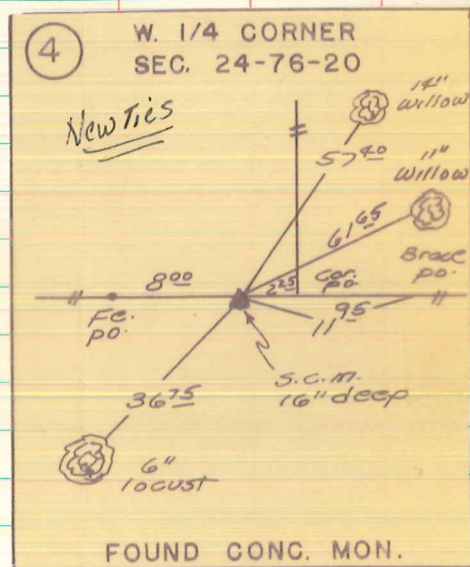 4
W. 1/4 CORNER
SEC. 24-76-20
New Ties
14"
willow
57 40
11"
willow
61 65
Brace
po.
8 00
2 25
Cor.
po.
Fe.
po.
11 95
S.C.M.
16" deep
36 75
6"
locust
FOUND CONC. MON.